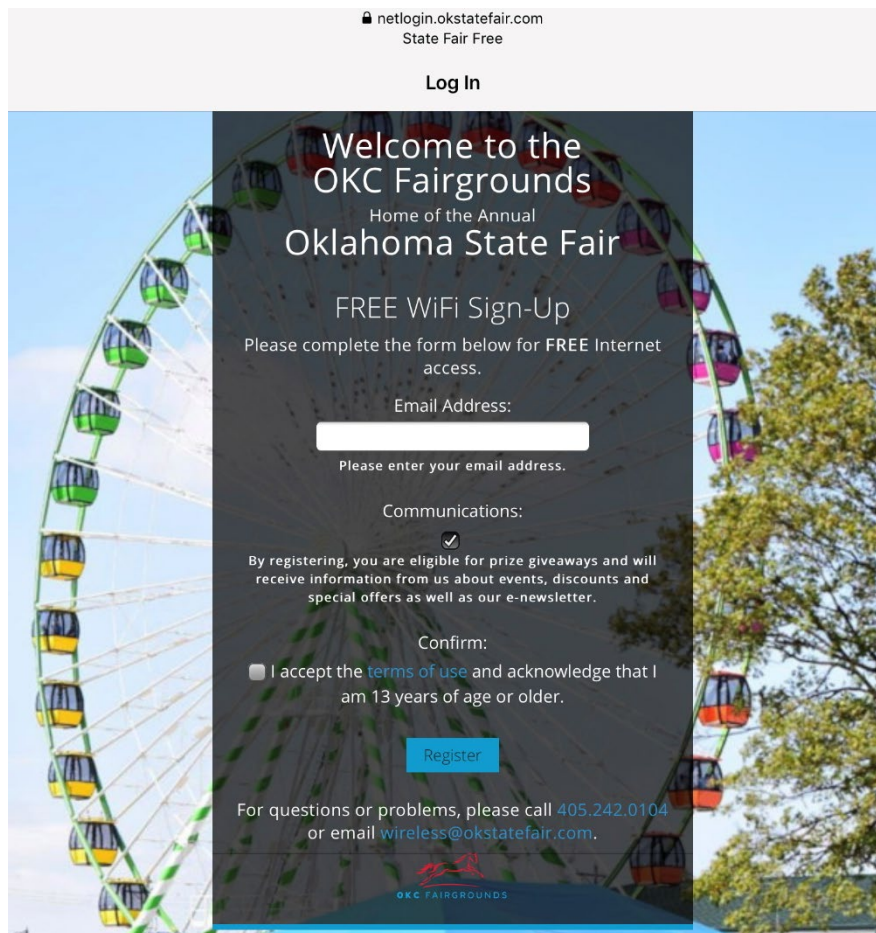 netlogin.okstatefair.com
State Fair Free
Log In
Welcome to the
OKC Fairgrounds
Home of the Annual
Oklahoma State Fair
FREE WiFi Sign-Up
Please complete the form below for FREE Internet
access.
Email Address:
Please enter your email address.
Communications:
By registering, you are eligible for prize giveaways and will
receive information from us about events, discounts and
special offers as well as our e-newsletter.
Confirm:
I accept the terms of use and acknowledge that I
am 13 years of age or older.
Register
For questions or problems, please call 405.242.0104
or email wireless@okstatefair.com.
OKC FAIRGROUNDS